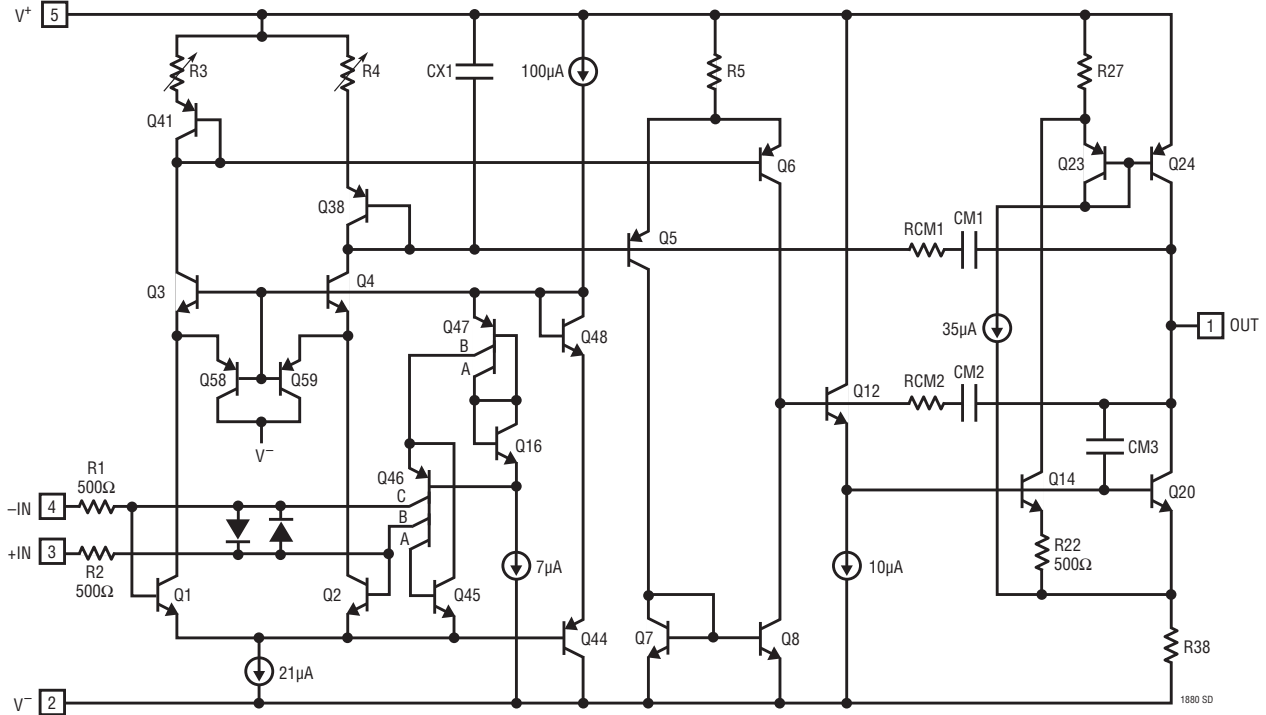 V+ 5
R3
R4
CX1
100µA
R5
R27
Q41
Q6
Q23
Q24
Q38
Q5
RCM1
CM1
Q3
Q4
Q47
B
A
Q48
35µA
1 OUT
Q58
Q59
V−
Q12
RCM2
CM2
Q16
CM3
R1
500Ω
Q46
C
B
A
Q14
Q20
–IN 4
+IN 3
R2
500Ω
7µA
10µA
R22
500Ω
Q1
Q2
Q45
Q44
Q7
Q8
R38
21µA
V− 2
1880 SD